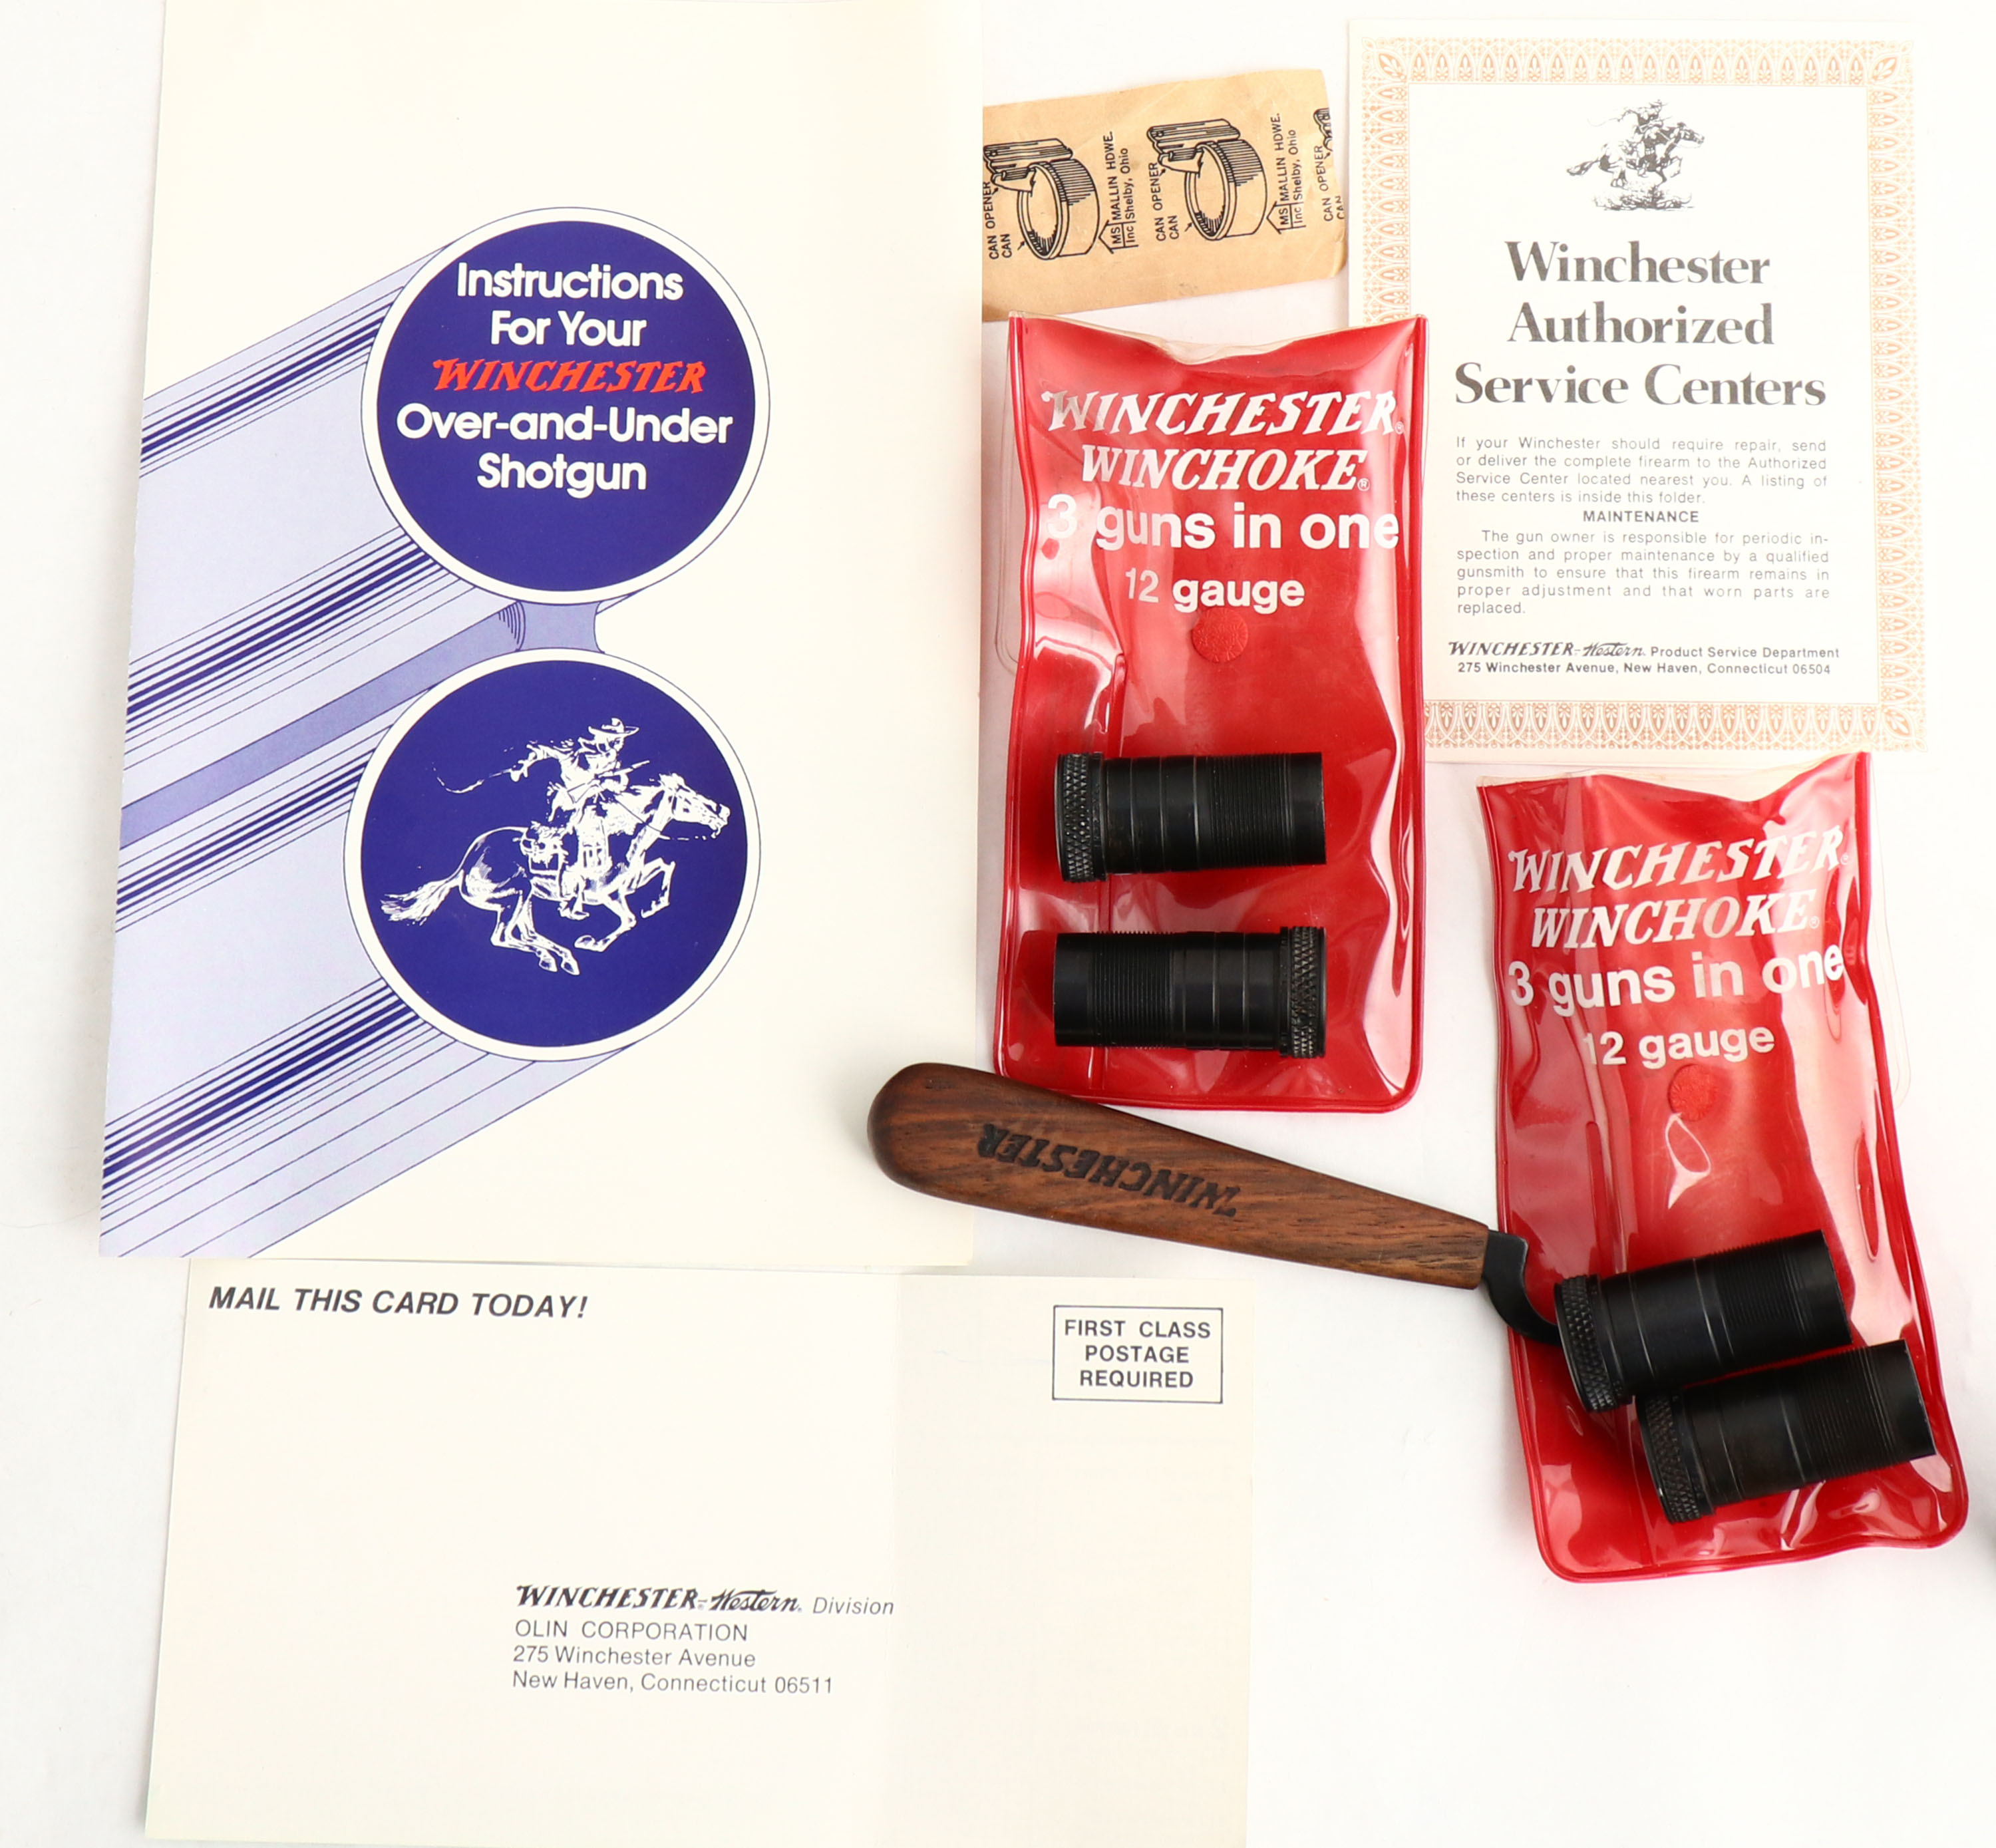 Instructions
For Your
WINCHESTER
Over-and-Under
Shotgun
CAN OPENER
CAN
MS MALLIN HDWE.
Inc Shelby, Ohio
CAN OPENER
CAN
MS MALLIN HDWE.
Inc Shelby, Ohio
CAN OPENER
CAN
Winchester
Authorized
Service Centers
If your Winchester should require repair, send
or deliver the complete firearm to the Authorized
Service Center located nearest you. A listing of
these centers is inside this folder.
MAINTENANCE
The gun owner is responsible for periodic in-
spection and proper maintenance by a qualified
gunsmith to ensure that this firearm remains in
proper adjustment and that worn parts are
replaced.
WINCHESTER-Western Product Service Department
275 Winchester Avenue, New Haven, Connecticut 06504
WINCHESTER®
WINCHOKE®
3 guns in one
12 gauge
WINCHESTER®
WINCHOKE®
3 guns in one
12 gauge
WINCHESTER
MAIL THIS CARD TODAY!
FIRST CLASS
POSTAGE
REQUIRED
WINCHESTER-Western Division
OLIN CORPORATION
275 Winchester Avenue
New Haven, Connecticut 06511